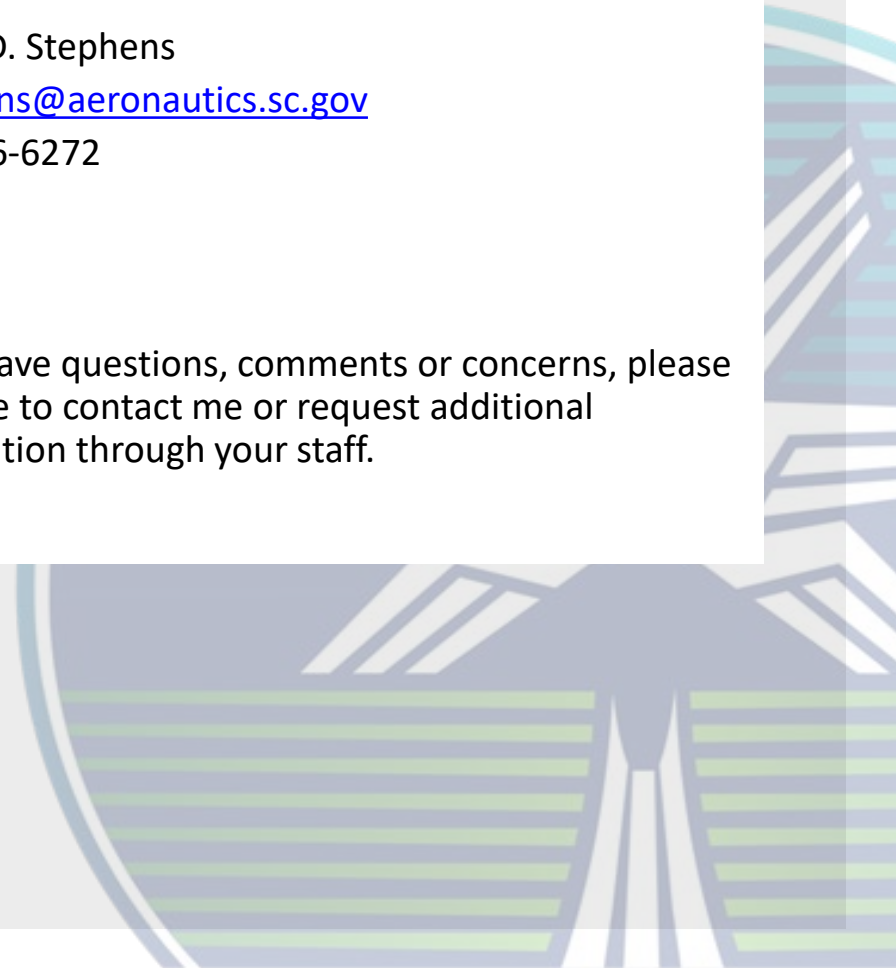 D. Stephens
ns@aeronautics.sc.gov
6-6272
ave questions, comments or concerns, please
e to contact me or request additional
tion through your staff.